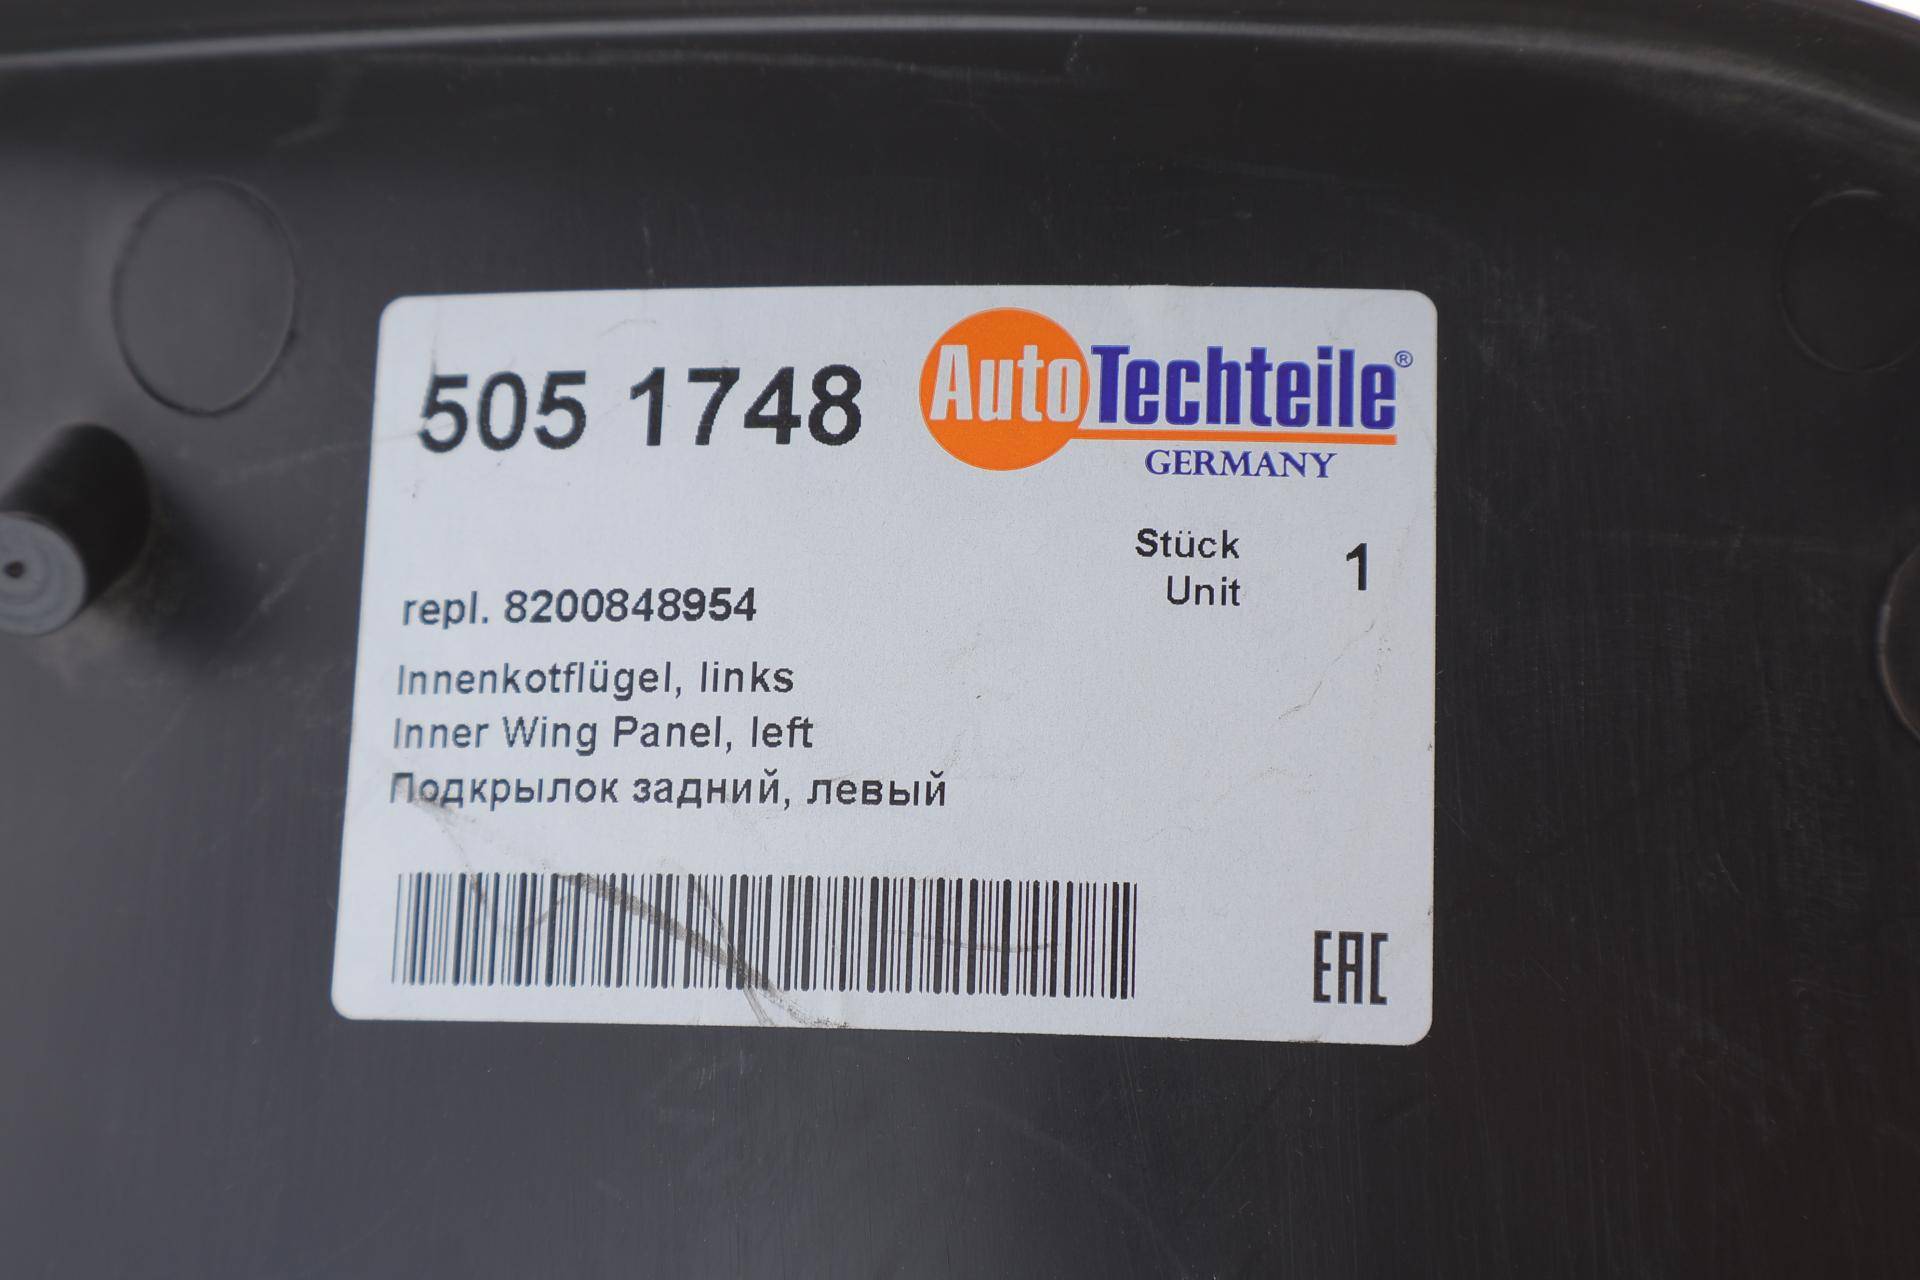 505 1748
AutoTechteile®
GERMANY
Stück 1
Unit
repl. 8200848954
Innenkotflügel, links
Inner Wing Panel, left
Подкрылок задний, левый
EAC